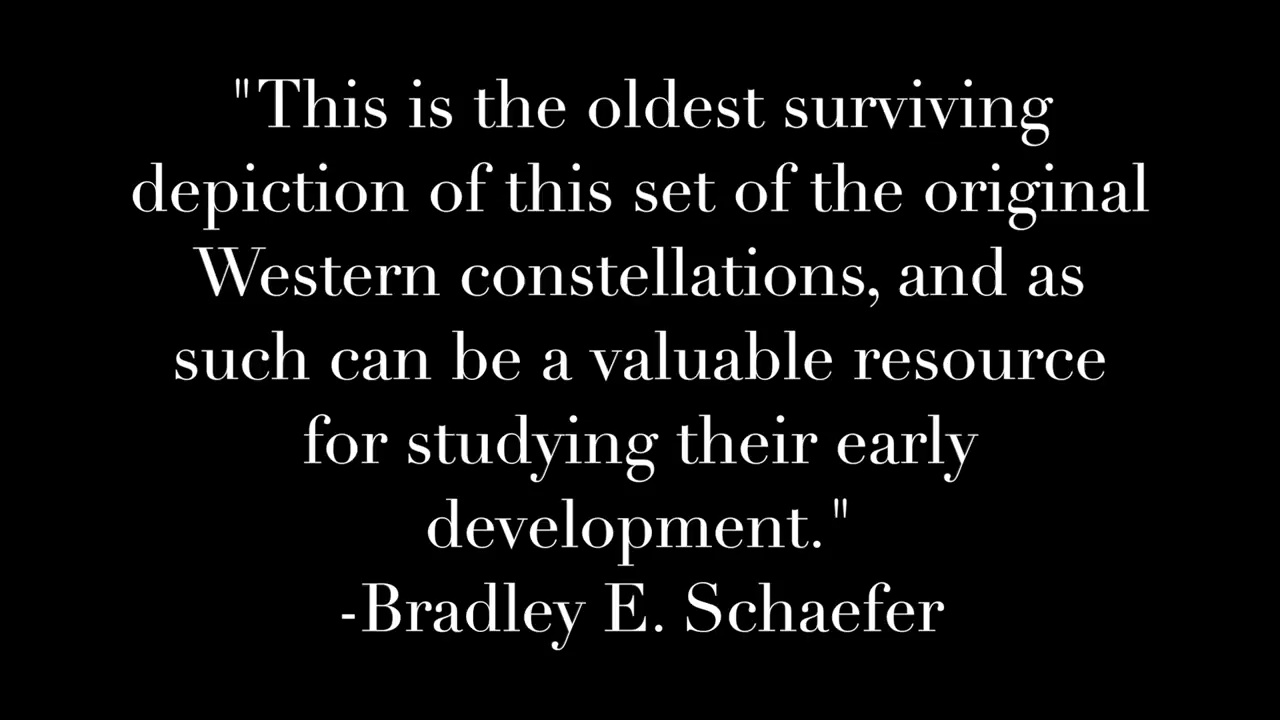 "This is the oldest surviving
depiction of this set of the original
Western constellations, and as
such can be a valuable resource
for studying their early
development."
-Bradley E. Schaefer